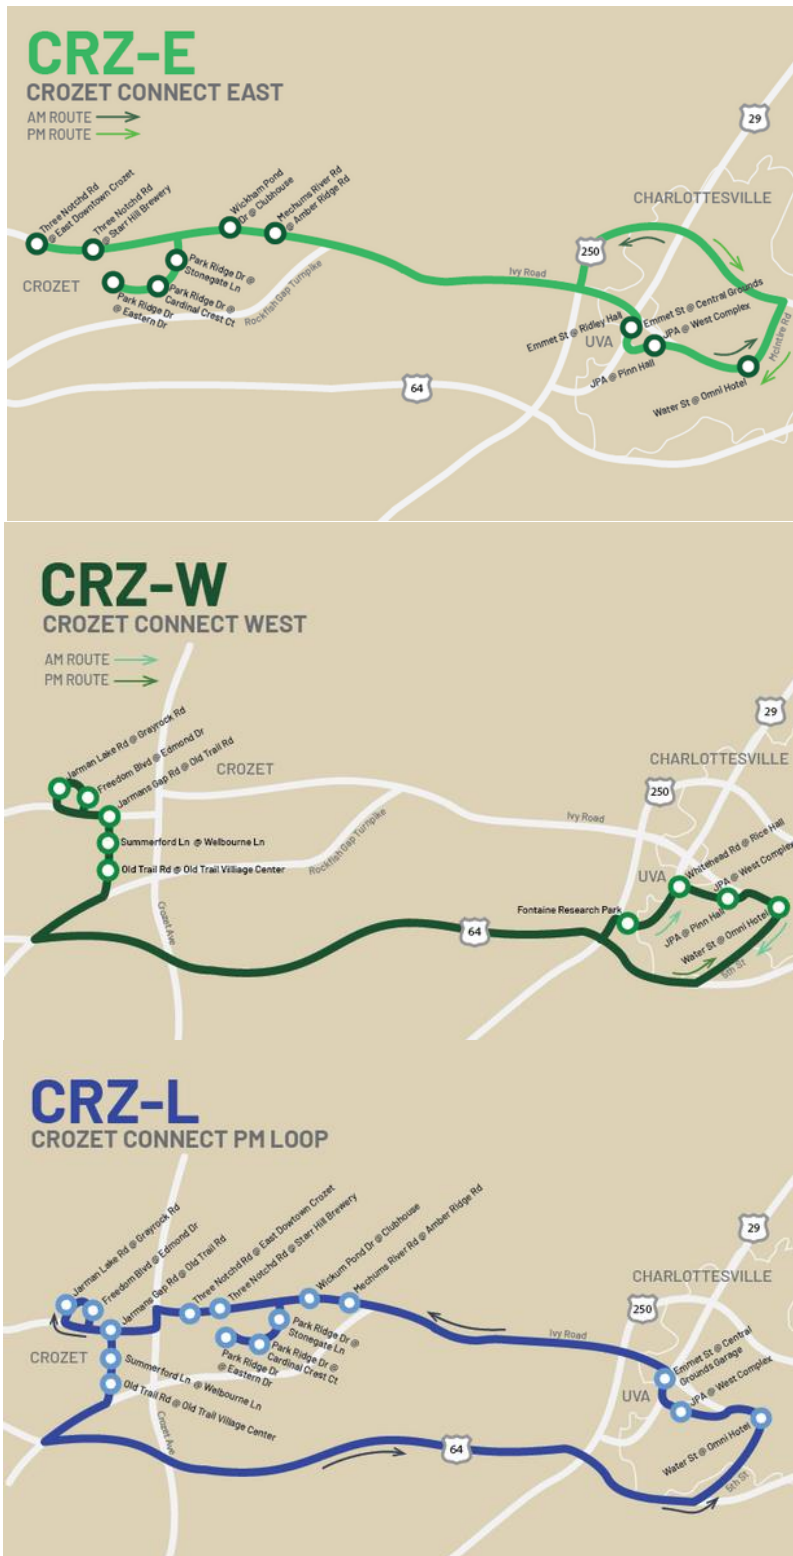 CRZ-E
CROZET CONNECT EAST
AM ROUTE
PM ROUTE
29
CHARLOTTESVILLE
Three Notchd Rd
@ East Downtown Crozet
Three Notchd Rd
@ Starr Hill Brewery
Wickham Pond
Dr @ Clubhouse
Mechums River Rd
@ Amber Ridge Rd
250
CROZET
Park Ridge Dr @
Stonegate Ln
Park Ridge Dr @
Cardinal Crest Ct
Park Ridge Dr
@ Eastern Dr
Rockfish Gap Turnpike
Ivy Road
Emmet St @ Ridley Hall
Emmet St @ Central Grounds
UVA
JPA @ West Complex
JPA @ Pinn Hall
McIntire Rd
Water St @ Omni Hotel
64
CRZ-W
CROZET CONNECT WEST
AM ROUTE
PM ROUTE
29
CHARLOTTESVILLE
Jarman Lake Rd @ Grayrock Rd
Freedom Blvd @ Edmond Dr
Jarmans Gap Rd @ Old Trail Rd
CROZET
250
Ivy Road
Summerford Ln @ Welbourne Ln
Rockfish Gap Turnpike
Old Trail Rd @ Old Trail Villiage Center
Whitehead Rd @ Rice Hall
UVA
JPA @ West Complex
Fontaine Research Park
JPA @ Pinn Hall
Water St @ Omni Hotel
Crozet Ave
64
5th St
CRZ-L
CROZET CONNECT PM LOOP
29
CHARLOTTESVILLE
Jarman Lake Rd @ Grayrock Rd
Freedom Blvd @ Edmond Dr
Jarmans Gap Rd @ Old Trail Rd
Three Notchd Rd @ East Dowtown Crozet
Three Notchd Rd @ Starr Hill Brewery
Wickum Pond Dr @ Clubhouse
Mechums River Rd @ Amber Ridge Rd
250
CROZET
Park Ridge Dr @
Stonegate Ln
Park Ridge Dr @
Cardinal Crest Ct
Park Ridge Dr
@ Eastern Dr
Ivy Road
Summerford Ln @ Welbourne Ln
Old Trail Rd @ Old Trail Village Center
Emmet St @ Central
Grounds Garage
UVA
JPA @ West Complex
Water St @ Omni Hotel
Crozet Ave
64
5th St